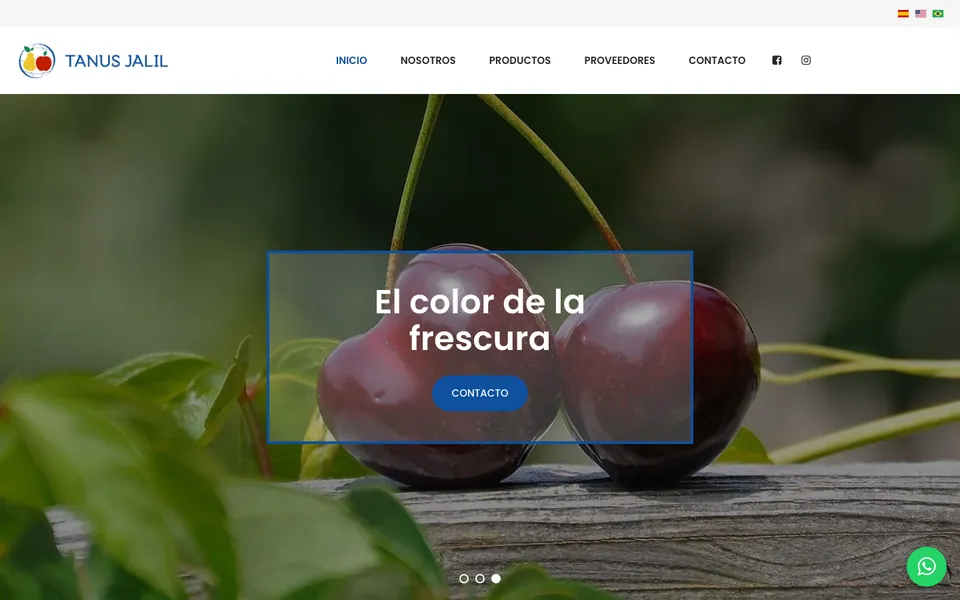 TANUS JALIL
INICIO NOSOTROS PRODUCTOS PROVEEDORES CONTACTO
El color de la
frescura
CONTACTO